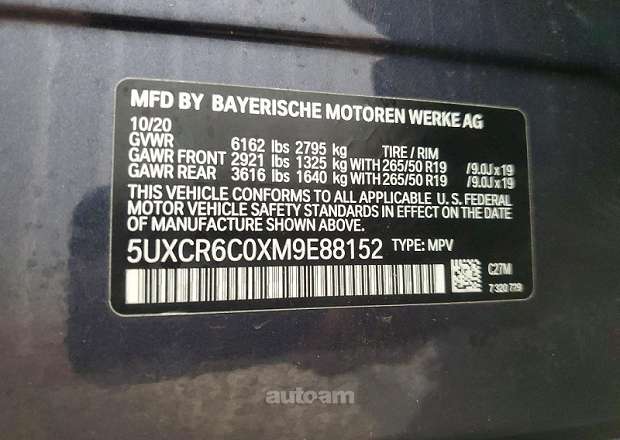 MFD BY BAYERISCHE MOTOREN WERKE AG
10/20
GVWR 6162 lbs 2795 kg TIRE / RIM
GAWR FRONT 2921 lbs 1325 kg WITH 265/50 R19 /9.0J x 19
GAWR REAR 3616 lbs 1640 kg WITH 265/50 R19 /9.0J x 19
THIS VEHICLE CONFORMS TO ALL APPLICABLE U. S. FEDERAL
MOTOR VEHICLE SAFETY STANDARDS IN EFFECT ON THE DATE
OF MANUFACTURE SHOWN ABOVE.
5UXCR6C0XM9E88152 TYPE: MPV
C27M
7 320 779
autoam